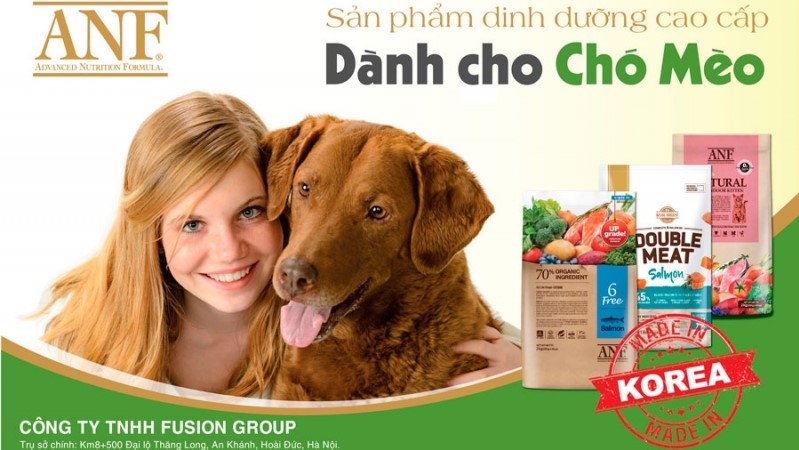 ANF®
ADVANCED NUTRITION FORMULA
Sản phẩm dinh dưỡng cao cấp
Dành cho Chó Mèo
UP
grade!
70% ORGANIC
INGREDIENT
6
Free
Salmon
ANF
DOUBLE
MEAT
Salmon
ANF
MADE IN
KOREA
MADE IN
CÔNG TY TNHH FUSION GROUP
Trụ sở chính: Km8+500 Đại lộ Thăng Long, An Khánh, Hoài Đức, Hà Nội.